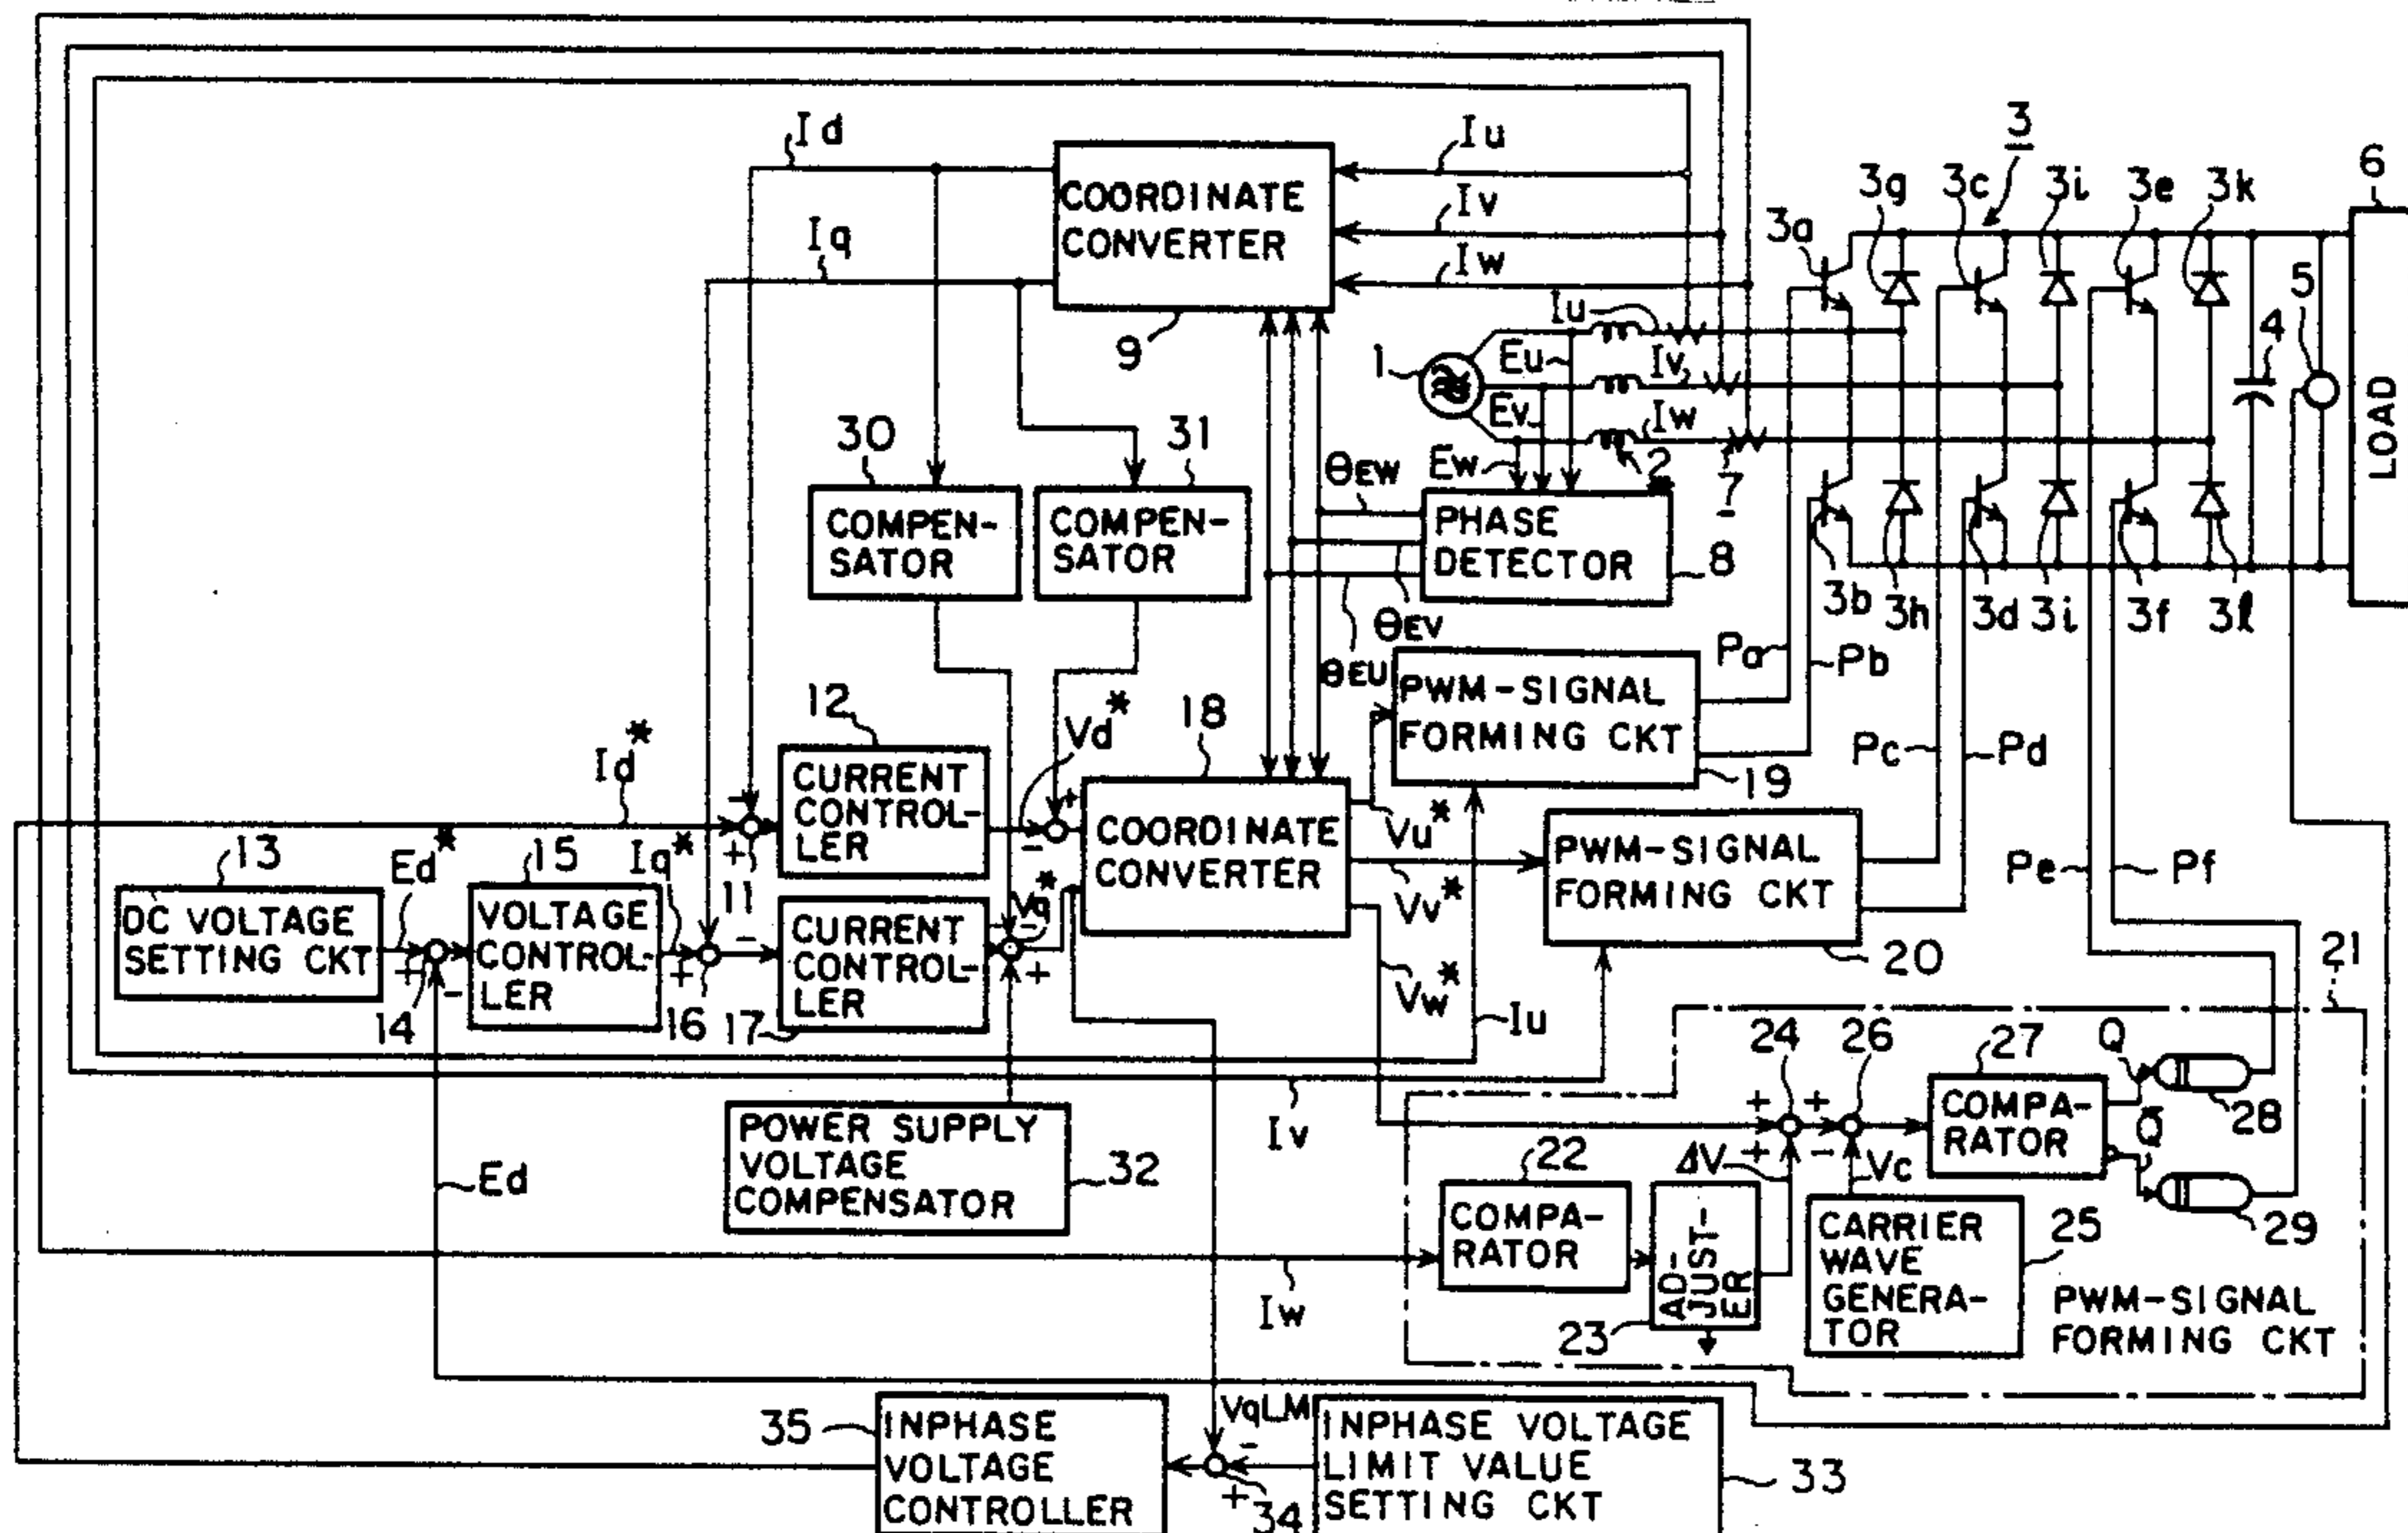 Id
COORDINATE
CONVERTER
Iq
9
Iu
Iv
Iw
3
3a
3g
3c
3i
3e
3k
6
5
4
LOAD
1
Iu
Eu
Iv
Ev
Iw
Ew
2
7
30
COMPEN-
SATOR
31
COMPEN-
SATOR
θEW
θEV
θEU
PHASE
DETECTOR
8
3b
3h
3d
3i
3f
3l
Pa
Pb
Pc
Pd
Pe
Pf
Id*
12
CURRENT
CONTROL-
LER
-
+
11
Vd*
+
-
18
COORDINATE
CONVERTER
PWM-SIGNAL
FORMING CKT
19
Vu*
Vv*
Vw*
PWM-SIGNAL
FORMING CKT
20
13
DC VOLTAGE
SETTING CKT
Ed*
+
-
14
15
VOLTAGE
CONTROL-
LER
Iq*
+
-
16
CURRENT
CONTROL-
LER
17
Vq*
-
+
Iu
Iv
21
24
26
27
Q
28
+
+
+
-
ΔV
Vc
COMPA-
RATOR
Q*
29
POWER SUPPLY
VOLTAGE
COMPENSATOR
32
Ed
22
COMPA-
RATOR
AD-
JUST-
ER
23
CARRIER
WAVE
GENERA-
TOR
25
PWM-SIGNAL
FORMING CKT
Iw
35
INPHASE
VOLTAGE
CONTROLLER
VqLM
-
+
34
INPHASE VOLTAGE
LIMIT VALUE
SETTING CKT
33